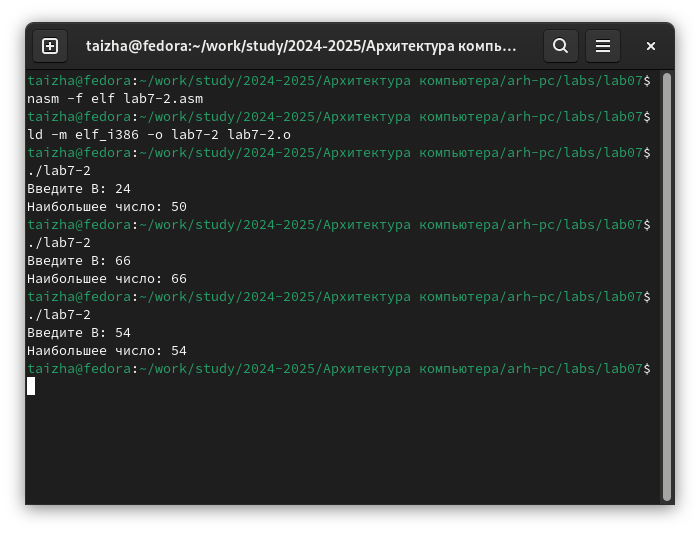 taizha@fedora:~/work/study/2024-2025/Архитектура компь…
taizha@fedora:~/work/study/2024-2025/Архитектура компьютера/arh-pc/labs/lab07$
nasm -f elf lab7-2.asm
taizha@fedora:~/work/study/2024-2025/Архитектура компьютера/arh-pc/labs/lab07$
ld -m elf_i386 -o lab7-2 lab7-2.o
taizha@fedora:~/work/study/2024-2025/Архитектура компьютера/arh-pc/labs/lab07$
./lab7-2
Введите B: 24
Наибольшее число: 50
taizha@fedora:~/work/study/2024-2025/Архитектура компьютера/arh-pc/labs/lab07$
./lab7-2
Введите B: 66
Наибольшее число: 66
taizha@fedora:~/work/study/2024-2025/Архитектура компьютера/arh-pc/labs/lab07$
./lab7-2
Введите B: 54
Наибольшее число: 54
taizha@fedora:~/work/study/2024-2025/Архитектура компьютера/arh-pc/labs/lab07$